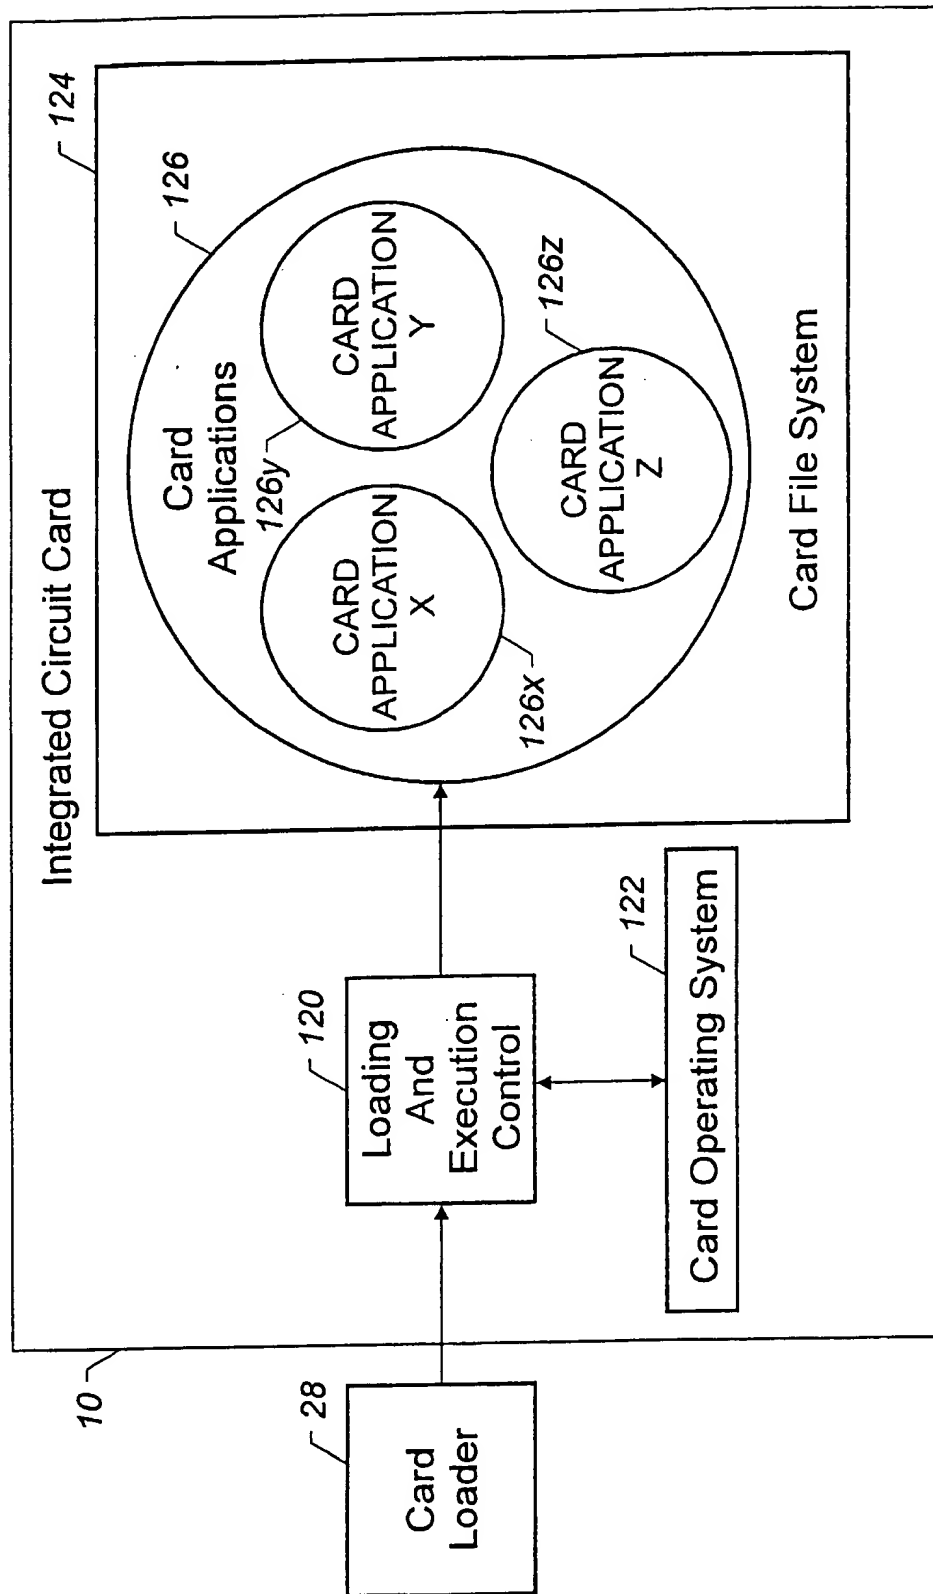 Integrated Circuit Card
10
28
Card
Loader
120
Loading
And
Execution
Control
122
Card Operating System
124
126
Card
Applications
126y
CARD
APPLICATION
Y
CARD
APPLICATION
X
126x
126z
CARD
APPLICATION
Z
Card File System